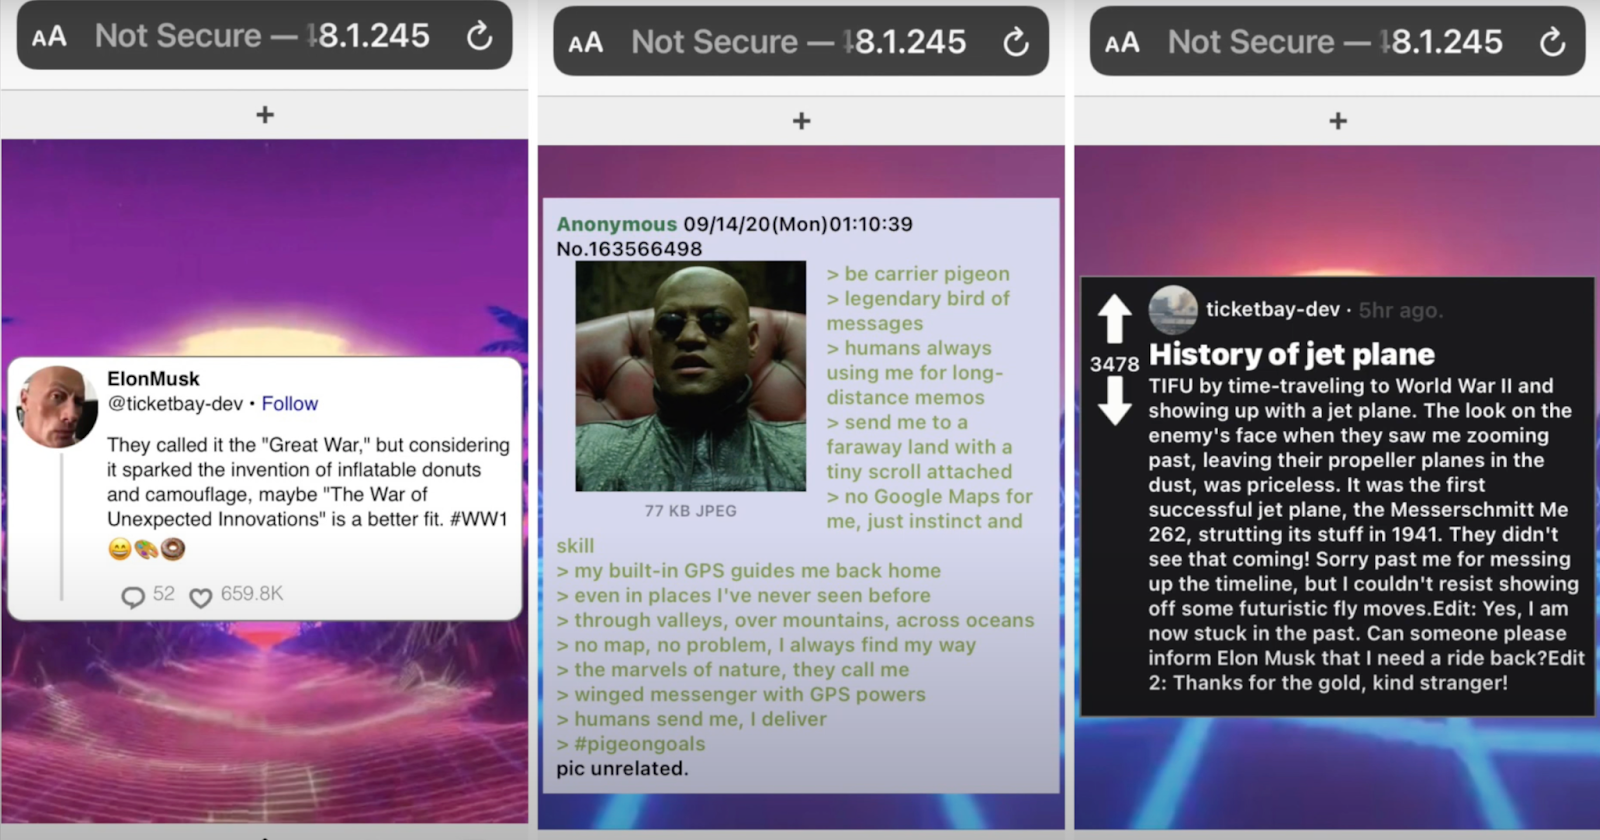 AA Not Secure — 8.1.245
+
ElonMusk
@ticketbay-dev • Follow
They called it the "Great War," but considering
it sparked the invention of inflatable donuts
and camouflage, maybe "The War of
Unexpected Innovations" is a better fit. #WW1
😄🎨🍩
52 659.8K
AA Not Secure — 8.1.245
+
Anonymous 09/14/20(Mon)01:10:39
No.163566498
> be carrier pigeon
> legendary bird of
messages
> humans always
using me for long-
distance memos
> send me to a
faraway land with a
tiny scroll attached
> no Google Maps for
me, just instinct and
77 KB JPEG
skill
> my built-in GPS guides me back home
> even in places I've never seen before
> through valleys, over mountains, across oceans
> no map, no problem, I always find my way
> the marvels of nature, they call me
> winged messenger with GPS powers
> humans send me, I deliver
> #pigeongoals
pic unrelated.
AA Not Secure — 8.1.245
+
ticketbay-dev · 5hr ago.
3478
History of jet plane
TIFU by time-traveling to World War II and
showing up with a jet plane. The look on the
enemy's face when they saw me zooming
past, leaving their propeller planes in the
dust, was priceless. It was the first
successful jet plane, the Messerschmitt Me
262, strutting its stuff in 1941. They didn't
see that coming! Sorry past me for messing
up the timeline, but I couldn't resist showing
off some futuristic fly moves.Edit: Yes, I am
now stuck in the past. Can someone please
inform Elon Musk that I need a ride back?Edit
2: Thanks for the gold, kind stranger!